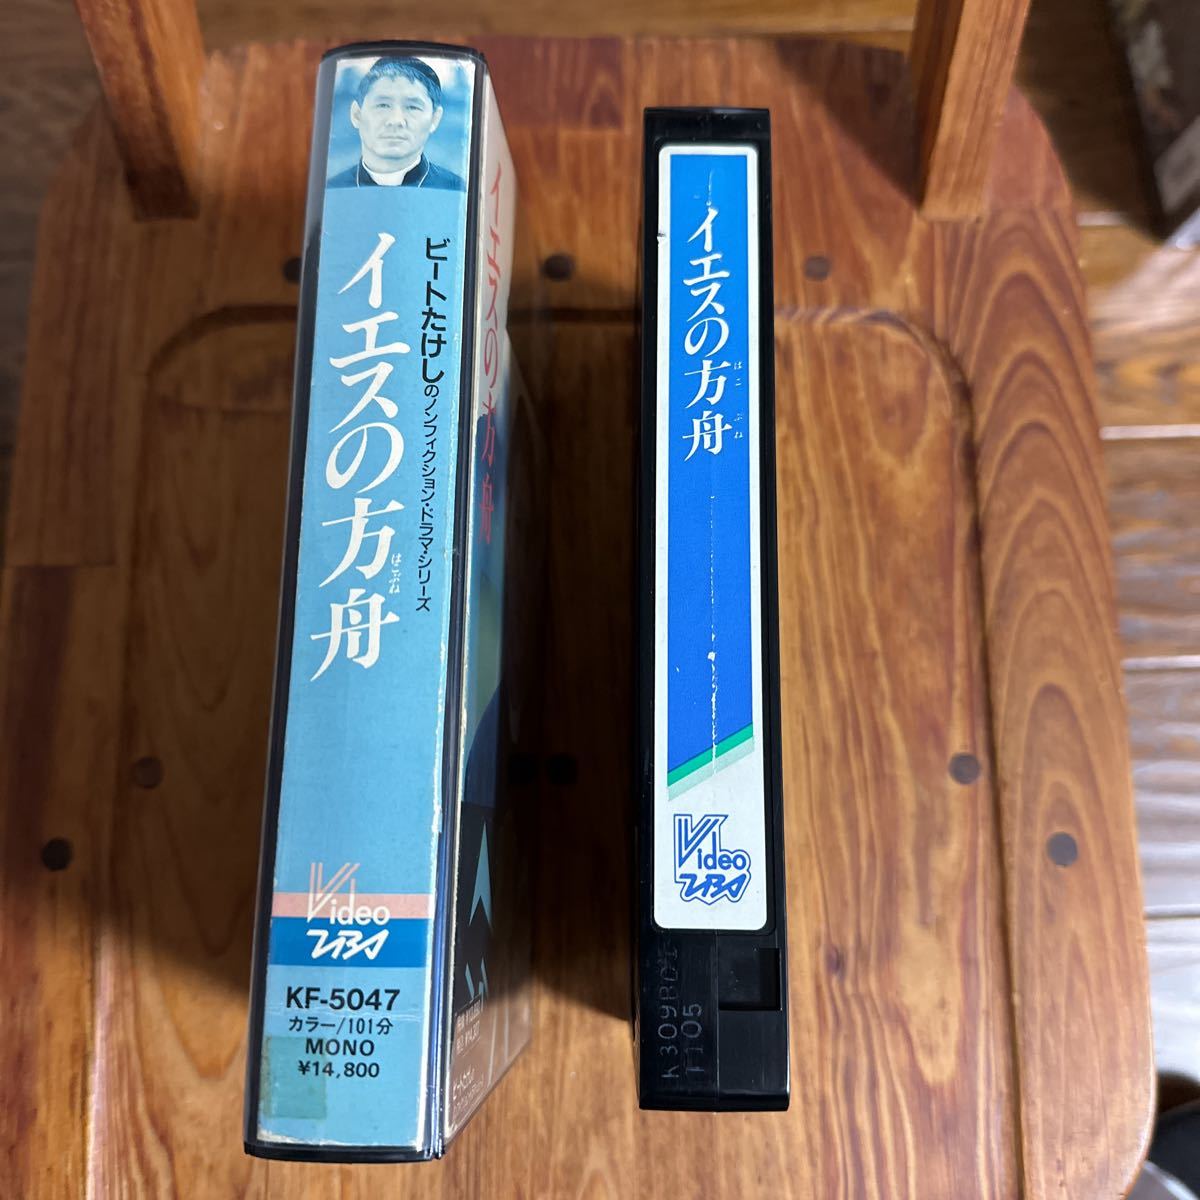 ビートたけしのノンフィクション・ドラマ・シリーズ
イエスの方舟
はこぶね
Video
TBS
KF-5047
カラー/101分
MONO
¥14,800
イエスの方舟
イエスの方舟
はこぶね
Video
TBS